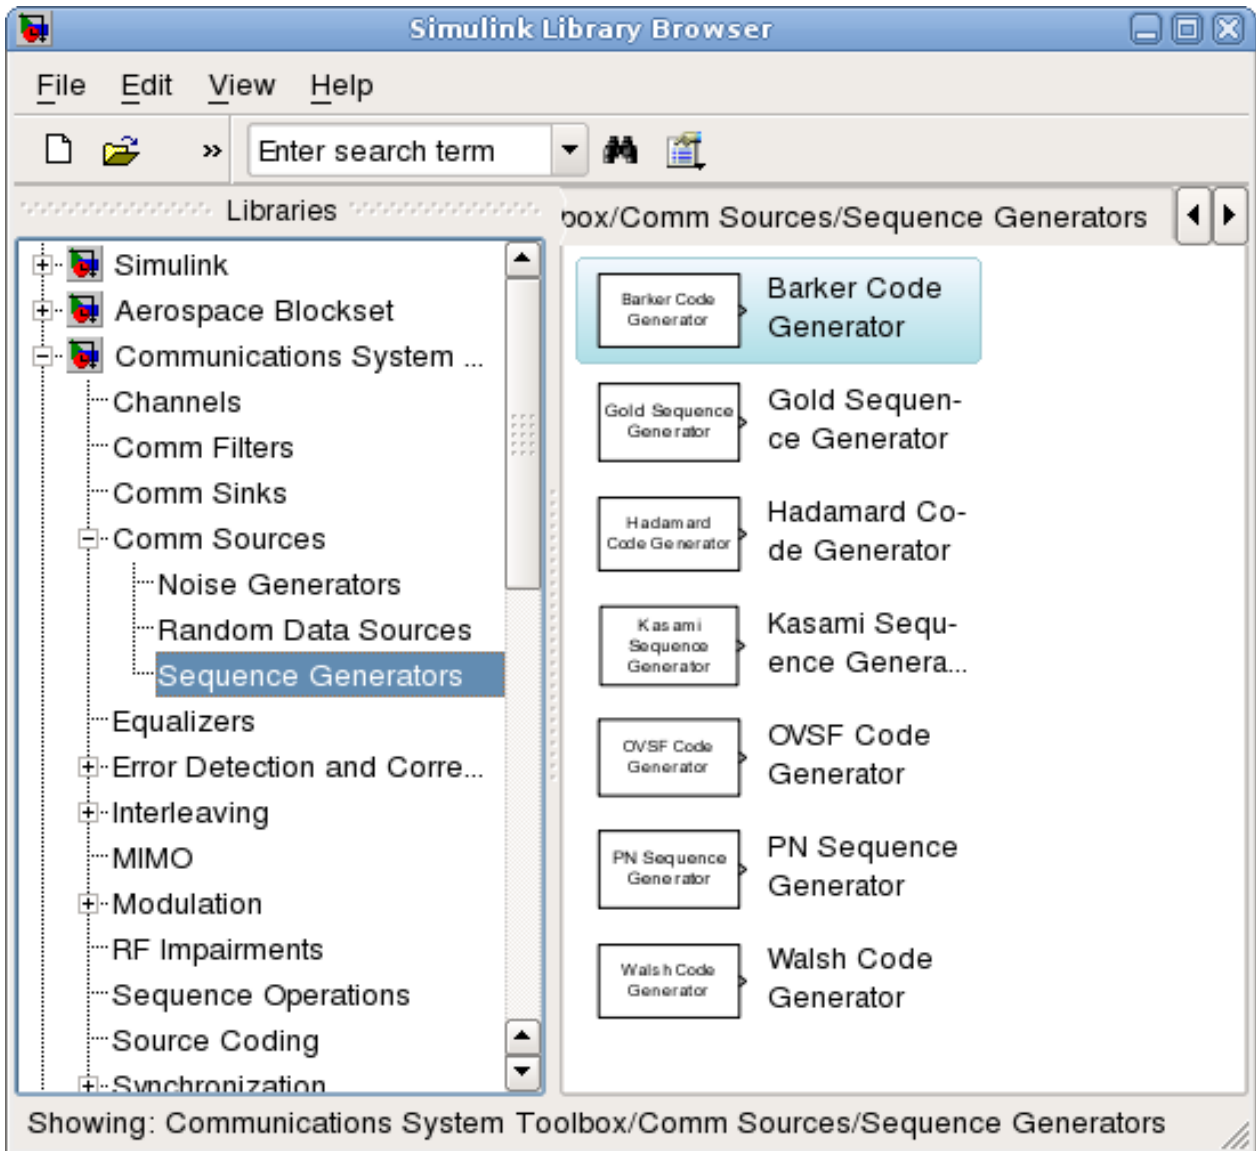 Simulink Library Browser
File Edit View Help
» Enter search term
Libraries
Simulink
Aerospace Blockset
Communications System ...
Channels
Comm Filters
Comm Sinks
Comm Sources
Noise Generators
Random Data Sources
Sequence Generators
Equalizers
Error Detection and Corre...
Interleaving
MIMO
Modulation
RF Impairments
Sequence Operations
Source Coding
Synchronization
box/Comm Sources/Sequence Generators
Barker Code
Generator
Barker Code
Generator
Gold Sequence
Generator
Gold Sequen-
ce Generator
Hadamard
Code Generator
Hadamard Co-
de Generator
Kasami
Sequence
Generator
Kasami Sequ-
ence Genera...
OVSF Code
Generator
OVSF Code
Generator
PN Sequence
Generator
PN Sequence
Generator
Walsh Code
Generator
Walsh Code
Generator
Showing: Communications System Toolbox/Comm Sources/Sequence Generators